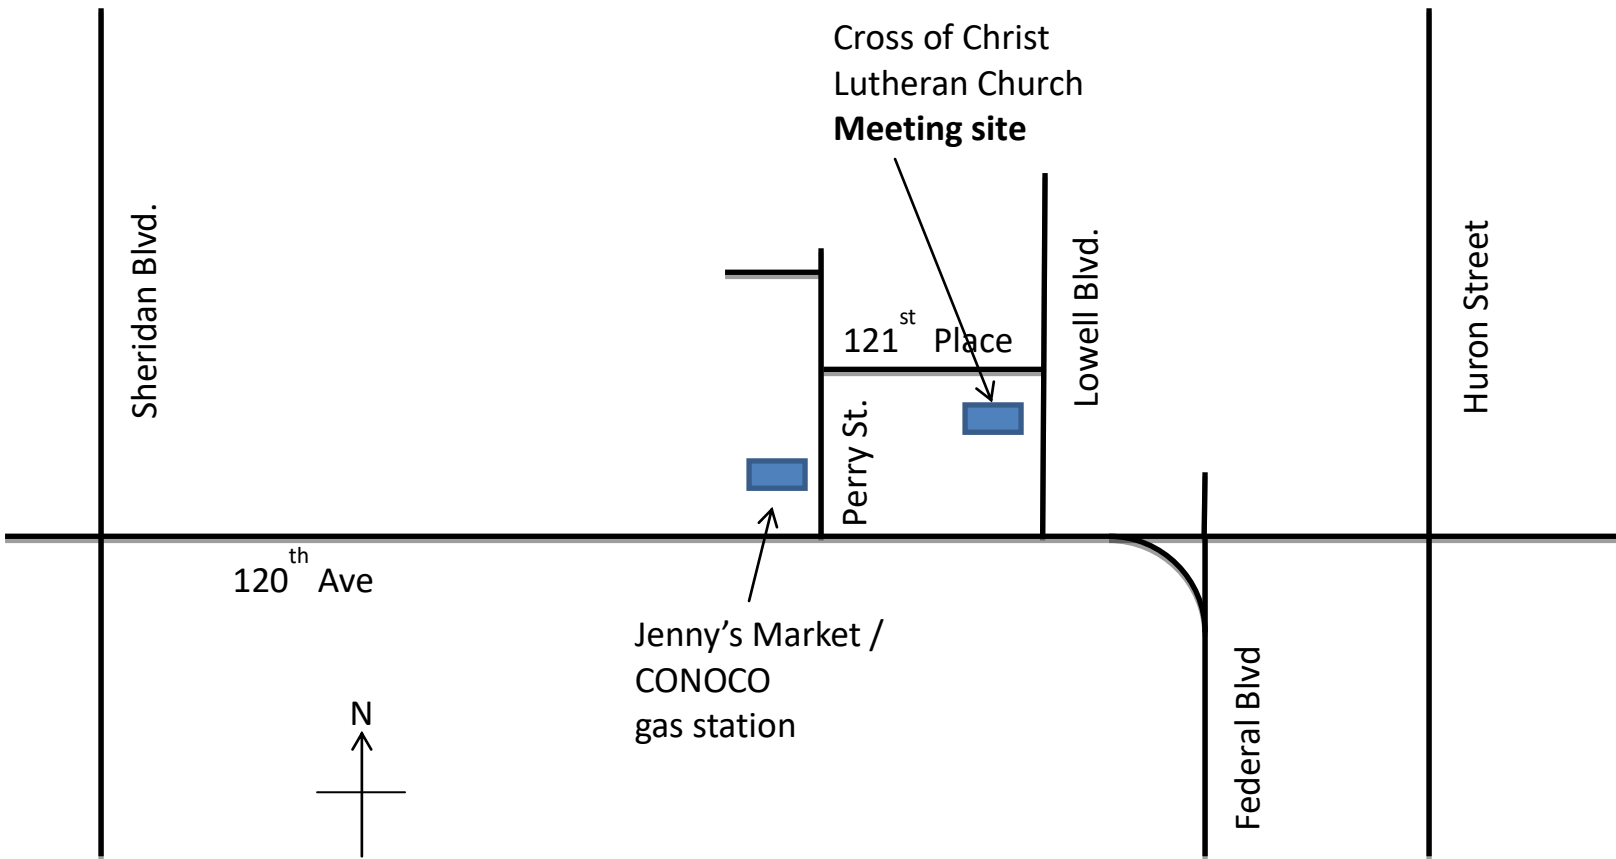 Cross of Christ
Lutheran Church
Meeting site
Sheridan Blvd.
Lowell Blvd.
Huron Street
121st Place
Perry St.
120th Ave
Jenny’s Market /
CONOCO
gas station
Federal Blvd
N